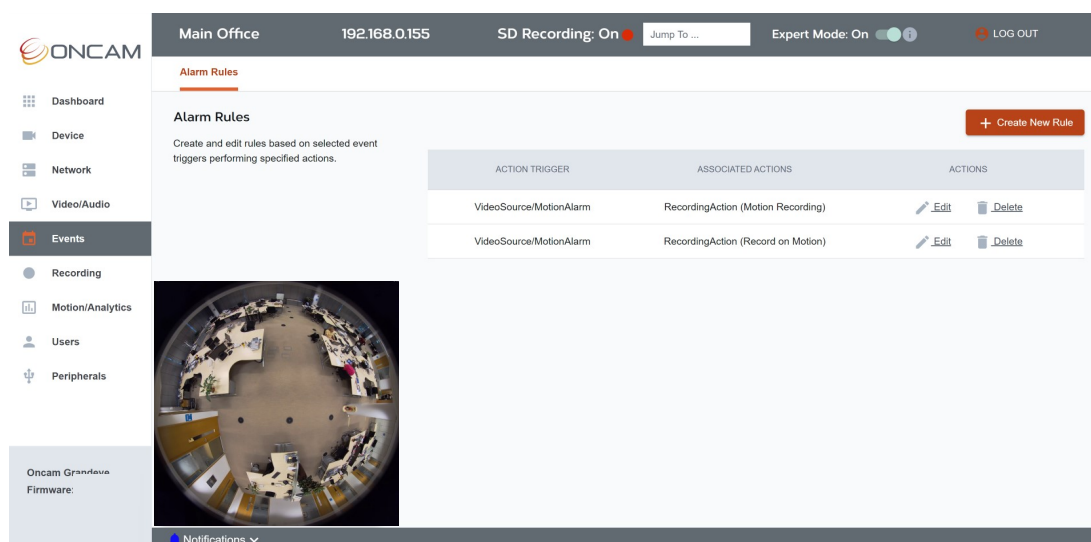 ONCAM
Main Office 192.168.0.155 SD Recording: On Jump To ... Expert Mode: On i LOG OUT
Alarm Rules
Dashboard
Device
Network
Video/Audio
Events
Recording
Motion/Analytics
Users
Peripherals
Oncam Grandeye
Firmware:
Alarm Rules
Create and edit rules based on selected event
triggers performing specified actions.
+ Create New Rule
ACTION TRIGGER ASSOCIATED ACTIONS ACTIONS
VideoSource/MotionAlarm RecordingAction (Motion Recording) Edit Delete
VideoSource/MotionAlarm RecordingAction (Record on Motion) Edit Delete
Notifications